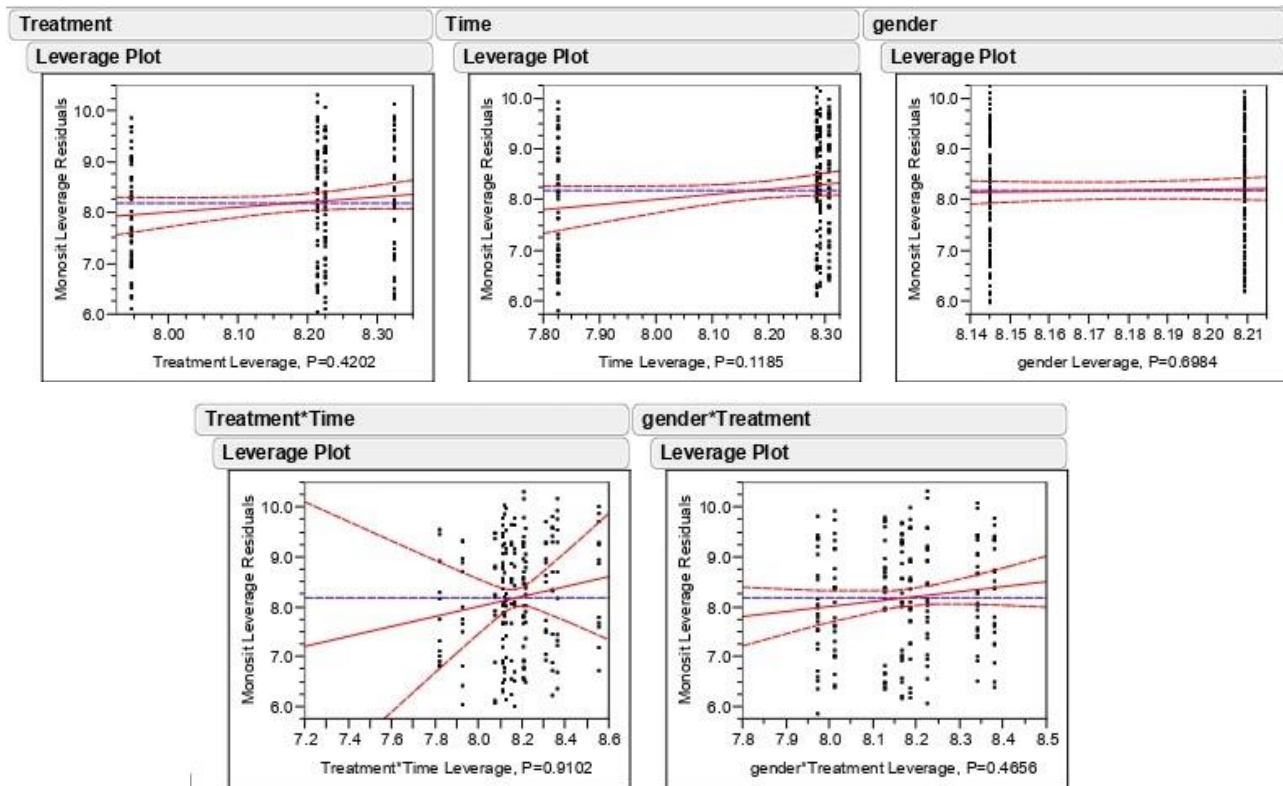 Treatment
Leverage Plot
Monosit Leverage Residuals
10.0
9.0
8.0
7.0
6.0
8.00 8.10 8.20 8.30
Treatment Leverage, P=0.4202
Time
Leverage Plot
Monosit Leverage Residuals
10.0
9.0
8.0
7.0
6.0
7.80 7.90 8.00 8.10 8.20 8.30
Time Leverage, P=0.1185
gender
Leverage Plot
Monosit Leverage Residuals
10.0
9.0
8.0
7.0
6.0
8.14 8.15 8.16 8.17 8.18 8.19 8.20 8.21
gender Leverage, P=0.6984
Treatment*Time
Leverage Plot
Monosit Leverage Residuals
10.0
9.0
8.0
7.0
6.0
7.2 7.4 7.6 7.8 8.0 8.2 8.4 8.6
Treatment*Time Leverage, P=0.9102
gender*Treatment
Leverage Plot
Monosit Leverage Residuals
10.0
9.0
8.0
7.0
6.0
7.8 7.9 8.0 8.1 8.2 8.3 8.4 8.5
gender*Treatment Leverage, P=0.4656